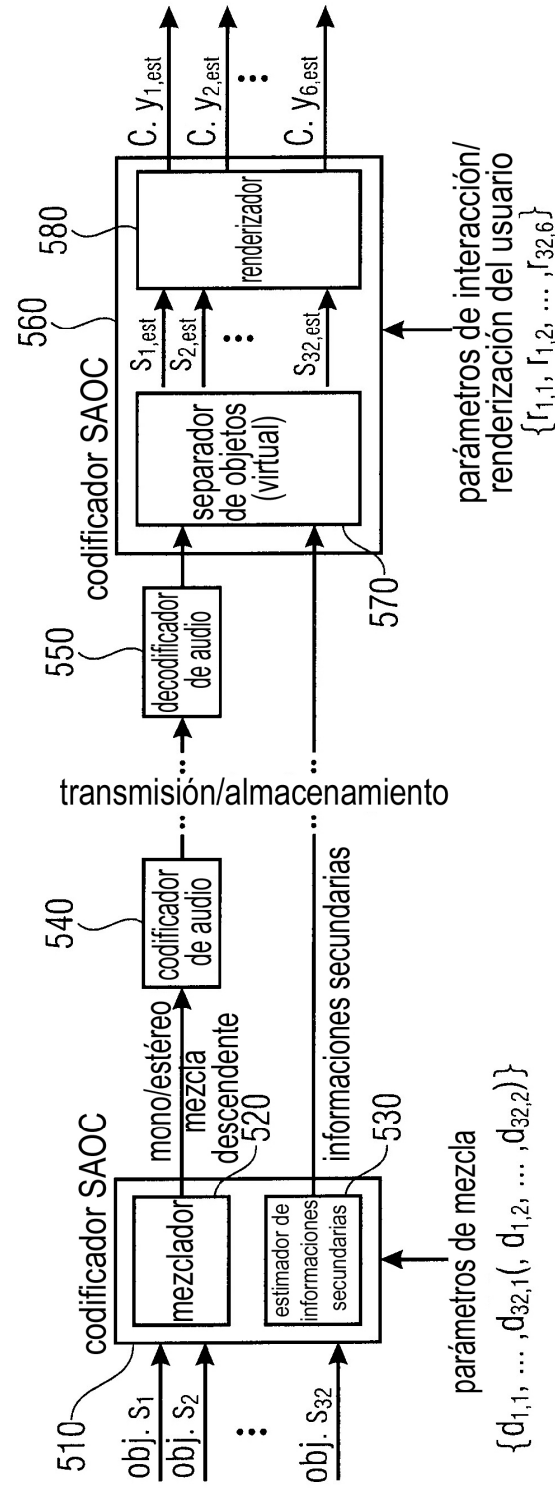 510
codificador SAOC
obj. s1
obj. s2
...
obj. s32
mezclador
520
estimador de
informaciones
secundarias
530
parámetros de mezcla
{d1,1, ... ,d32,1(, d1,2, ... ,d32,2)}
mono/estéreo
mezcla
descendente
informaciones secundarias
540
codificador
de audio
...
transmisión/almacenamiento
...
...
...
550
decodificador
de audio
codificador SAOC
560
separador
de objetos
(virtual)
570
s1,est
s2,est
...
s32,est
580
renderizador
C. y1,est
C. y2,est
...
C. y6,est
parámetros de interacción/
renderización del usuario
{r1,1, r1,2, ... ,r32,6}